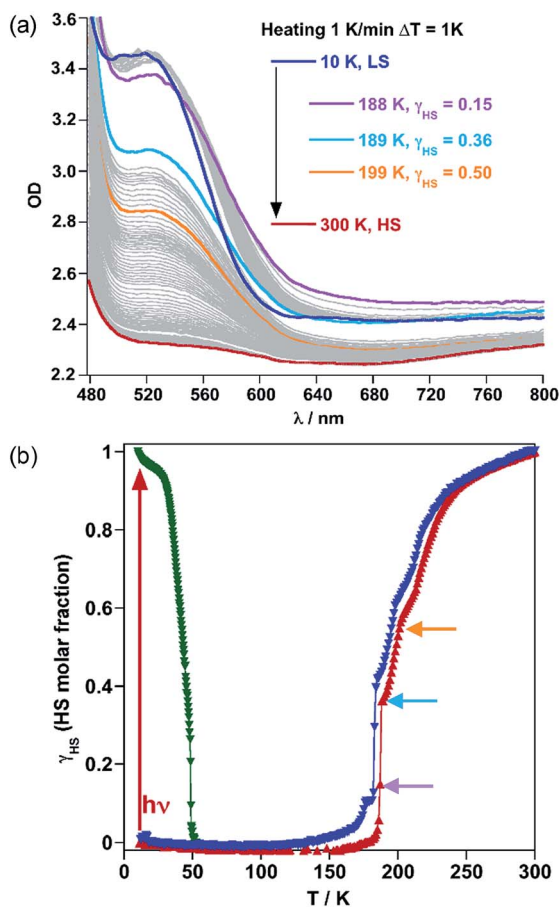 (a)
Heating 1 K/min ΔT = 1K
10 K, LS
188 K, γHS = 0.15
189 K, γHS = 0.36
199 K, γHS = 0.50
300 K, HS
OD
3.6
3.4
3.2
3.0
2.8
2.6
2.4
2.2
480 520 560 600 640 680 720 760 800
λ / nm
(b)
γHS (HS molar fraction)
1
0.8
0.6
0.4
0.2
0
hν
0 50 100 150 200 250 300
T / K